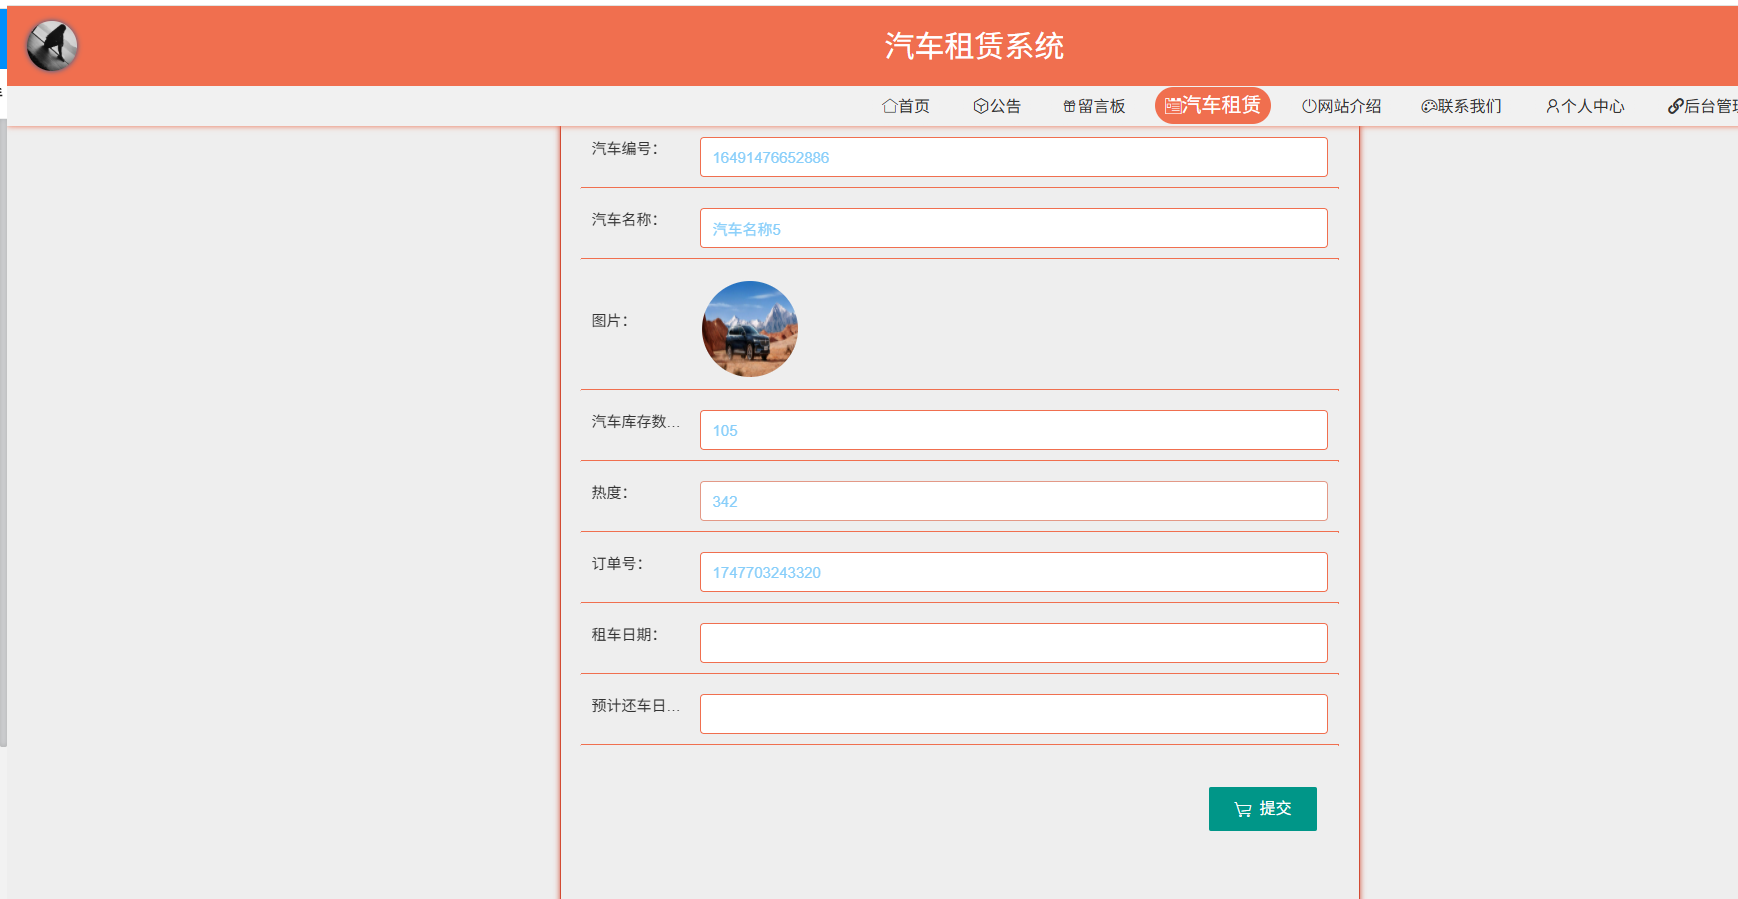 汽车租赁系统
首页 公告 留言板 汽车租赁 网站介绍 联系我们 个人中心 后台管
汽车编号： 16491476652886
汽车名称： 汽车名称5
图片：
汽车库存数... 105
热度： 342
订单号： 1747703243320
租车日期：
预计还车日...
提交